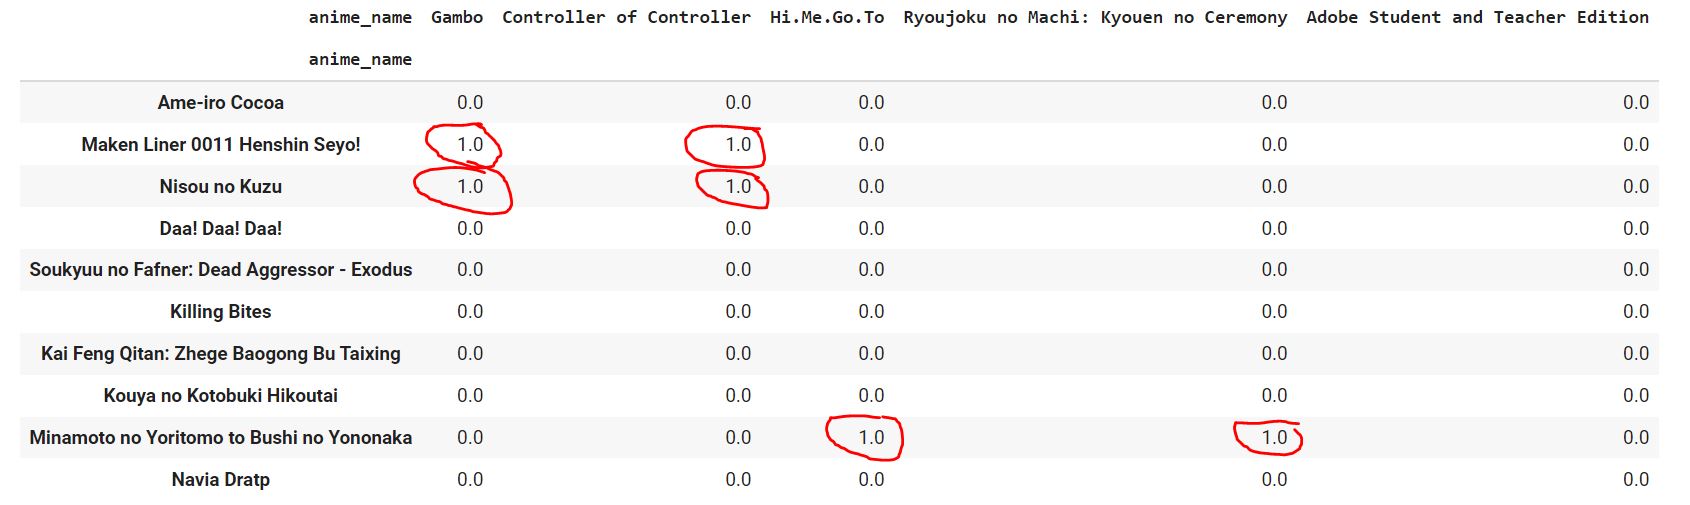 anime_name Gambo Controller of Controller Hi.Me.Go.To Ryoujoku no Machi: Kyouen no Ceremony Adobe Student and Teacher Edition
anime_name
Ame-iro Cocoa 0.0 0.0 0.0 0.0 0.0
Maken Liner 0011 Henshin Seyo! 1.0 1.0 0.0 0.0 0.0
Nisou no Kuzu 1.0 1.0 0.0 0.0 0.0
Daa! Daa! Daa! 0.0 0.0 0.0 0.0 0.0
Soukyuu no Fafner: Dead Aggressor - Exodus 0.0 0.0 0.0 0.0 0.0
Killing Bites 0.0 0.0 0.0 0.0 0.0
Kai Feng Qitan: Zhege Baogong Bu Taixing 0.0 0.0 0.0 0.0 0.0
Kouya no Kotobuki Hikoutai 0.0 0.0 0.0 0.0 0.0
Minamoto no Yoritomo to Bushi no Yononaka 0.0 0.0 1.0 1.0 0.0
Navia Dratp 0.0 0.0 0.0 0.0 0.0